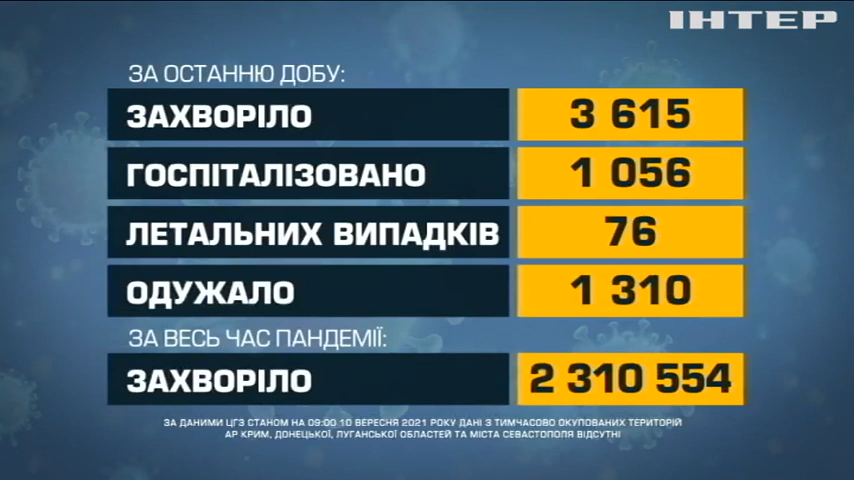 ІНТЕР
ЗА ОСТАННЮ ДОБУ:
ЗАХВОРІЛО 3 615
ГОСПІТАЛІЗОВАНО 1 056
ЛЕТАЛЬНИХ ВИПАДКІВ 76
ОДУЖАЛО 1 310
ЗА ВЕСЬ ЧАС ПАНДЕМІЇ:
ЗАХВОРІЛО 2 310 554
ЗА ДАНИМИ ЦГЗ СТАНОМ НА 09:00 10 ВЕРЕСНЯ 2021 РОКУ ДАНІ З ТИМЧАСОВО ОКУПОВАНИХ ТЕРИТОРІЙ
АР КРИМ, ДОНЕЦЬКОЇ, ЛУГАНСЬКОЇ ОБЛАСТЕЙ ТА МІСТА СЕВАСТОПОЛЯ ВІДСУТНІ